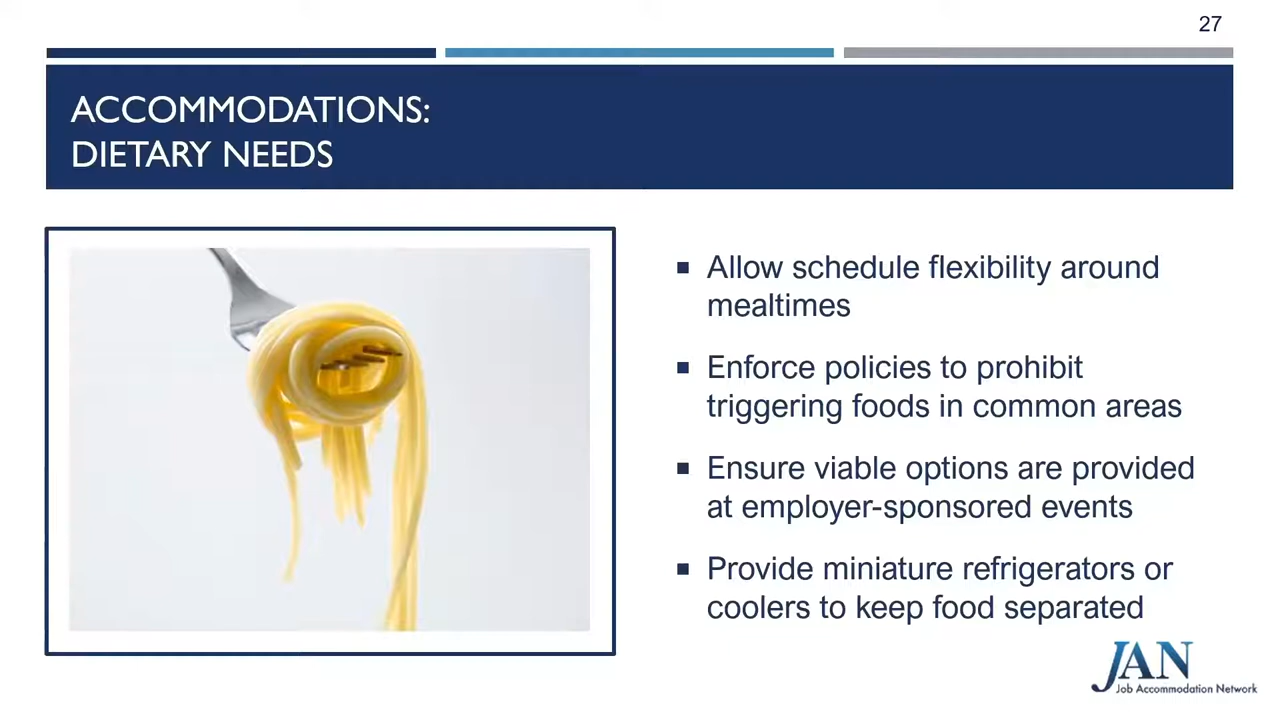 27
ACCOMMODATIONS:
DIETARY NEEDS
Allow schedule flexibility around
mealtimes
Enforce policies to prohibit
triggering foods in common areas
Ensure viable options are provided
at employer-sponsored events
Provide miniature refrigerators or
coolers to keep food separated
JAN
Job Accommodation Network